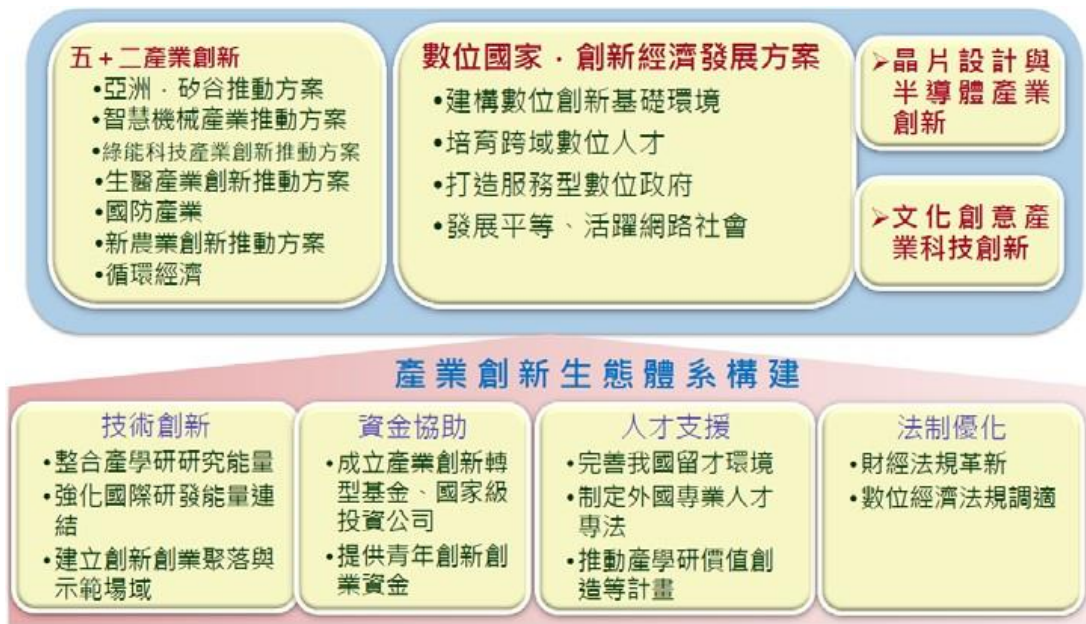 五+二產業創新
•亞洲．矽谷推動方案
•智慧機械產業推動方案
•綠能科技產業創新推動方案
•生醫產業創新推動方案
•國防產業
•新農業創新推動方案
•循環經濟
數位國家．創新經濟發展方案
•建構數位創新基礎環境
•培育跨域數位人才
•打造服務型數位政府
•發展平等、活躍網路社會
➢晶片設計與
半導體產業
創新
➢文化創意產
業科技創新
產業創新生態體系構建
技術創新
•整合產學研研究能量
•強化國際研發能量連
結
•建立創新創業聚落與
示範場域
資金協助
•成立產業創新轉
型基金、國家級
投資公司
•提供青年創新創
業資金
人才支援
•完善我國留才環境
•制定外國專業人才
專法
•推動產學研價值創
造等計畫
法制優化
•財經法規革新
•數位經濟法規調適